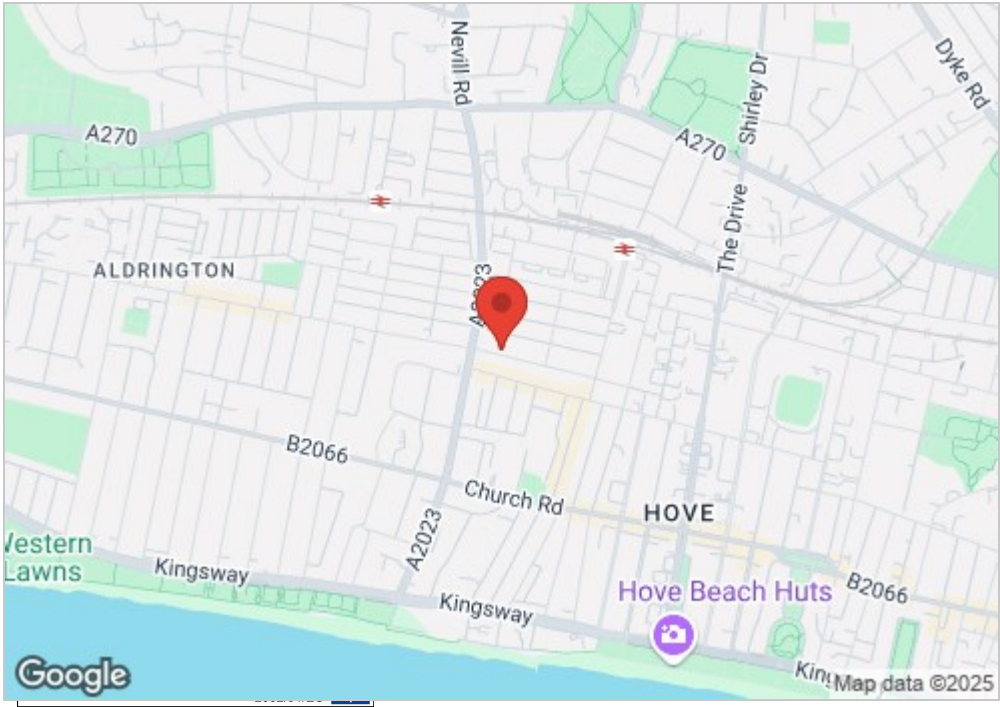 Nevill Rd
Shirley Dr
Dyke Rd
A270
A270
The Drive
ALDRINGTON
B2066
Church Rd
HOVE
A2023
Western
Lawns
Kingsway
Kingsway
Hove Beach Huts
B2066
Google
Map data ©2025